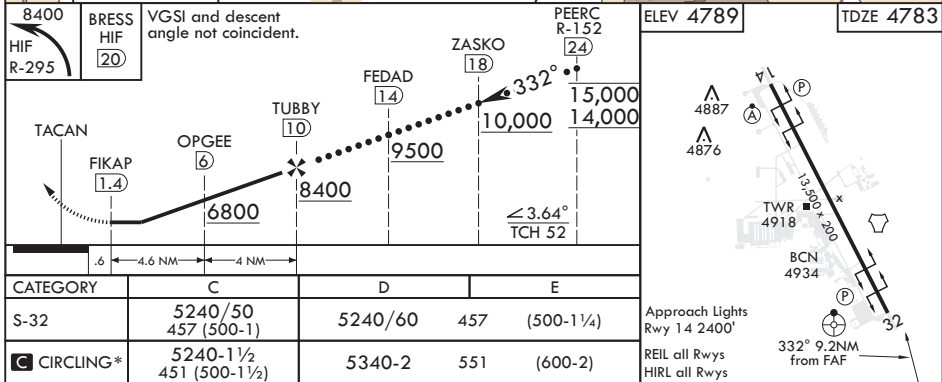 8400
HIF
R-295
BRESS
HIF
20
VGSI and descent
angle not coincident.
PEERC
R-152
24
ZASKO
18
332°
FEDAD
14
15,000
14,000
TUBBY
10
10,000
TACAN
OPGEE
6
9500
FIKAP
1.4
8400
6800
∠ 3.64°
TCH 52
.6
4.6 NM
4 NM
CATEGORY C D E
S-32 5240/50 457 (500-1) 5240/60 457 (500-1¼)
C CIRCLING* 5240-1½ 451 (500-1½) 5340-2 551 (600-2)
ELEV 4789
TDZE 4783
14
P
4887
A
4876
13,500 x 200
x
TWR
4918
BCN
4934
P
32
Approach Lights
Rwy 14 2400'
REIL all Rwys
HIRL all Rwys
332° 9.2NM
from FAF